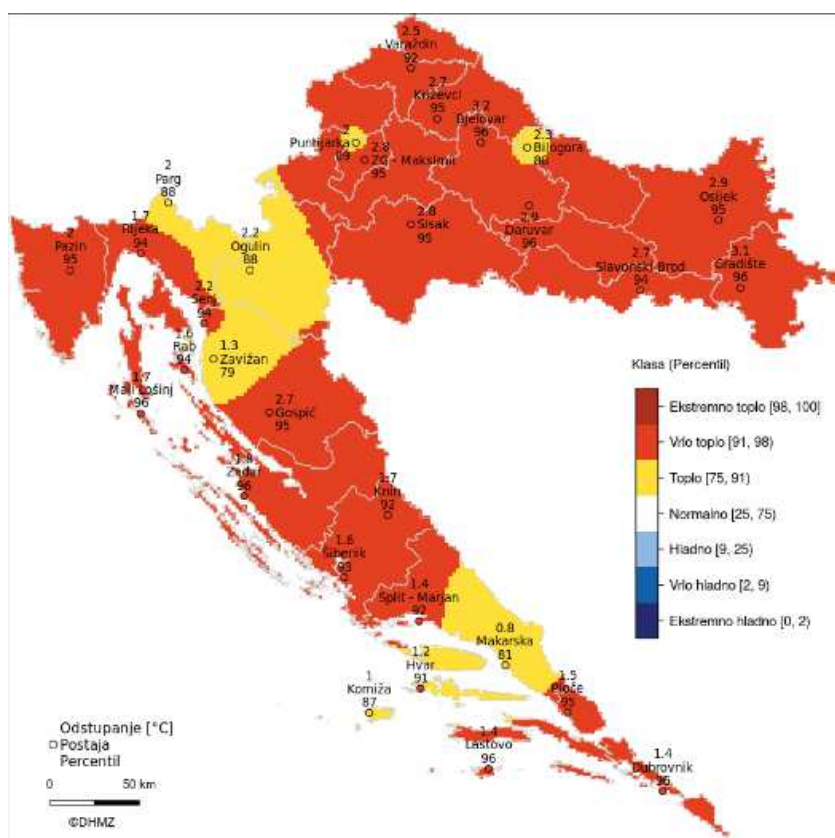 2.5
Varaždin
92
2.7
Križevci
95
3.2
Bjelovar
96
2
Puntijarka
89
2.8
ZG - Maksimir
95
2.3
Bilogora
86
2
Parg
88
1.7
Rijeka
94
2
Pazin
95
2.2
Ogulin
88
2.8
Sisak
95
2.9
Daruvar
96
2.9
Osijek
95
2.7
Slavonski Brod
94
3.1
Gradište
96
2.2
Senj
94
1.6
Rab
94
1.3
Zavižan
79
1.7
Mali Lošinj
96
2.7
Gospić
95
1.8
Zadar
96
1.7
Knin
92
1.6
Šibenik
93
1.4
Split - Marjan
92
0.8
Makarska
81
1.2
Hvar
91
1
Komiža
87
1.5
Ploče
95
1.4
Lastovo
96
1.4
Dubrovnik
Klasa (Percentil)
Ekstremno toplo [98, 100]
Vrlo toplo [91, 98)
Toplo [75, 91)
Normalno [25, 75)
Hladno [9, 25)
Vrlo hladno [2, 9)
Ekstremno hladno [0, 2)
Odstupanje [°C]
Postaja
Percentil
0 50 km
©DHMZ